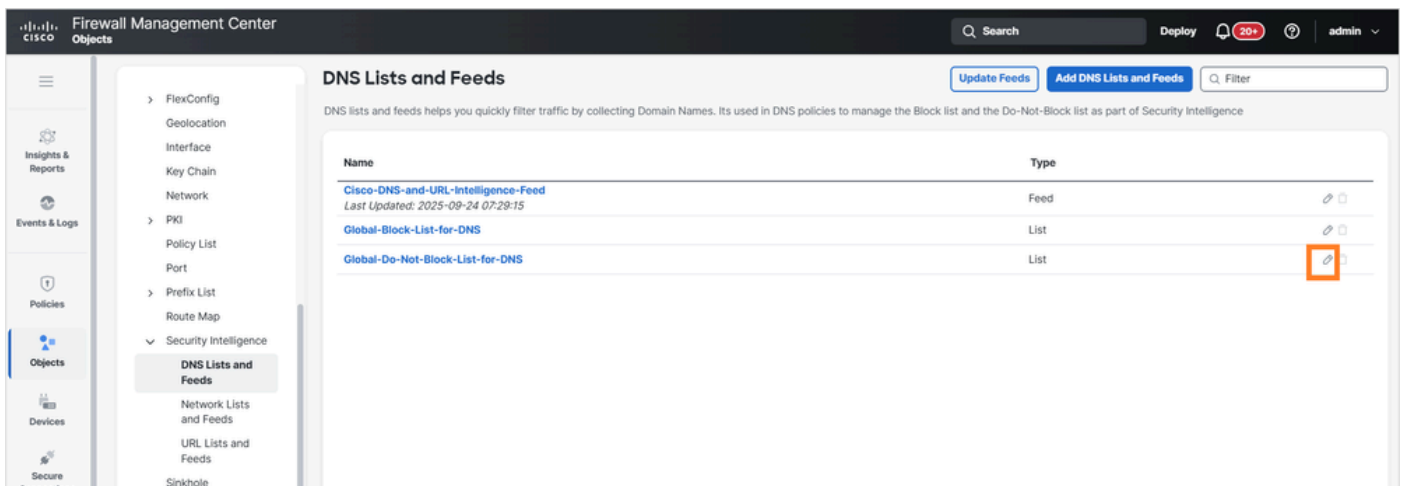 Firewall Management Center
CISCO Objects
Search
Deploy
20+
admin
Insights &
Reports
Events & Logs
Policies
Objects
Devices
Secure
FlexConfig
Geolocation
Interface
Key Chain
Network
PKI
Policy List
Port
Prefix List
Route Map
Security Intelligence
DNS Lists and
Feeds
Network Lists
and Feeds
URL Lists and
Feeds
Sinkhole
DNS Lists and Feeds
Update Feeds
Add DNS Lists and Feeds
Filter
DNS lists and feeds helps you quickly filter traffic by collecting Domain Names. Its used in DNS policies to manage the Block list and the Do-Not-Block list as part of Security Intelligence
Name Type
Cisco-DNS-and-URL-Intelligence-Feed
Last Updated: 2025-09-24 07:29:15
Feed
Global-Block-List-for-DNS List
Global-Do-Not-Block-List-for-DNS List